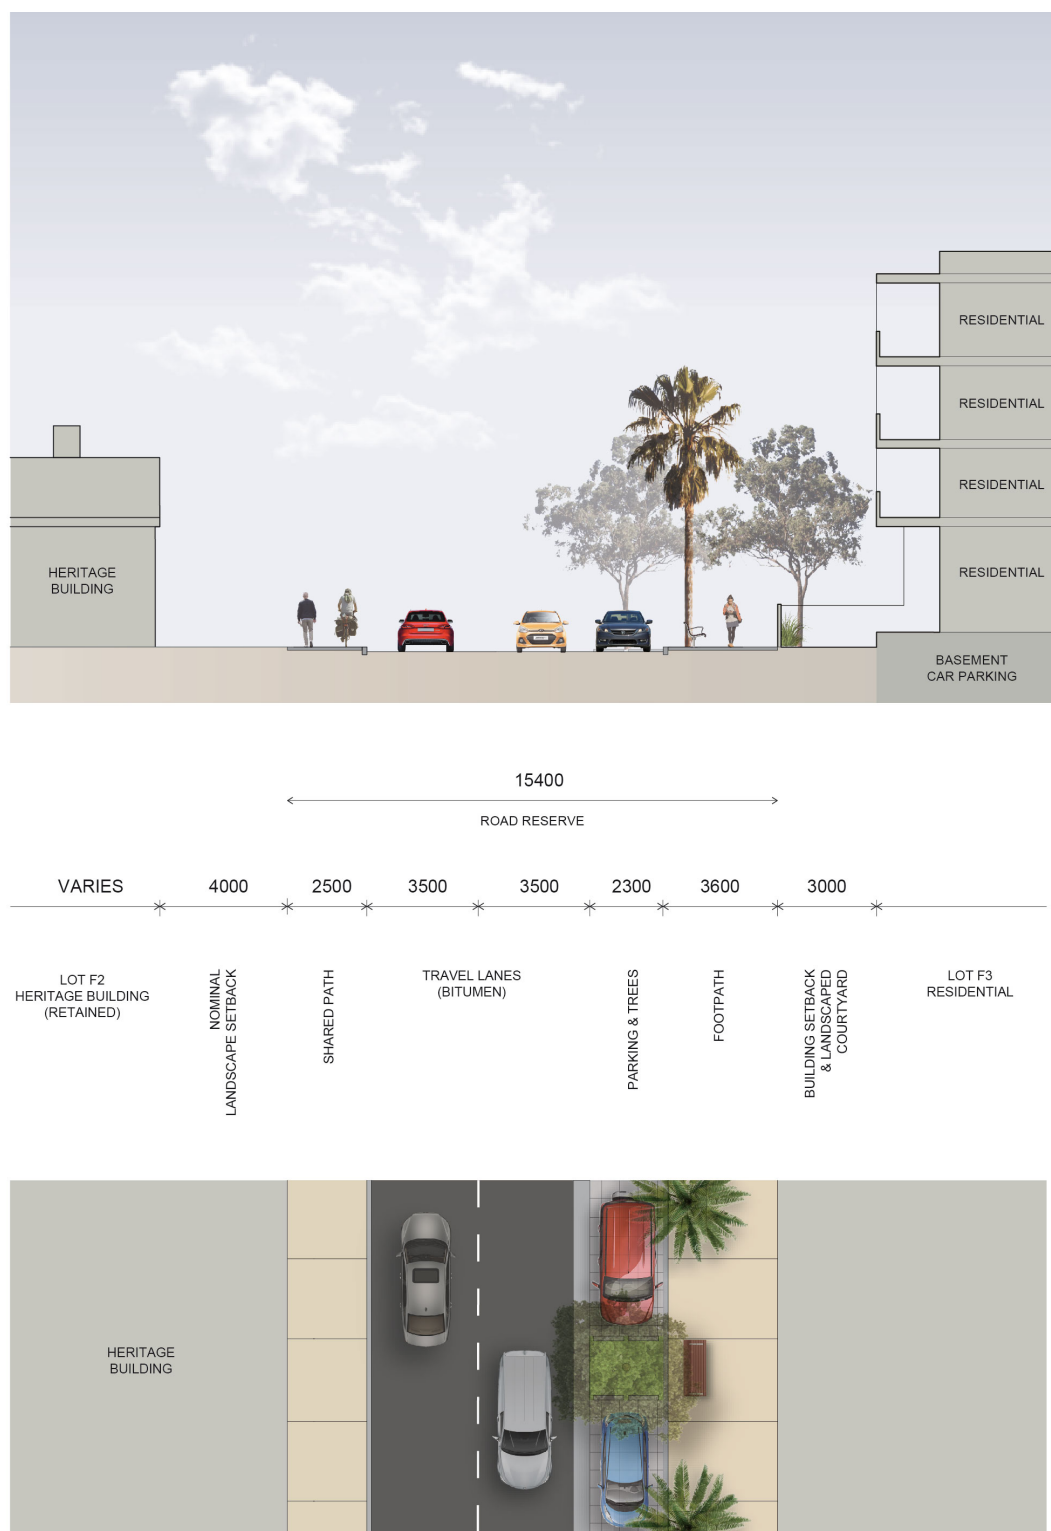 RESIDENTIAL
RESIDENTIAL
RESIDENTIAL
HERITAGE
BUILDING
RESIDENTIAL
BASEMENT
CAR PARKING
15400
ROAD RESERVE
VARIES
4000
2500
3500
3500
2300
3600
3000
LOT F2
HERITAGE BUILDING
(RETAINED)
NOMINAL
LANDSCAPE SETBACK
SHARED PATH
TRAVEL LANES
(BITUMEN)
PARKING & TREES
FOOTPATH
BUILDING SETBACK
& LANDSCAPED
COURTYARD
LOT F3
RESIDENTIAL
HERITAGE
BUILDING